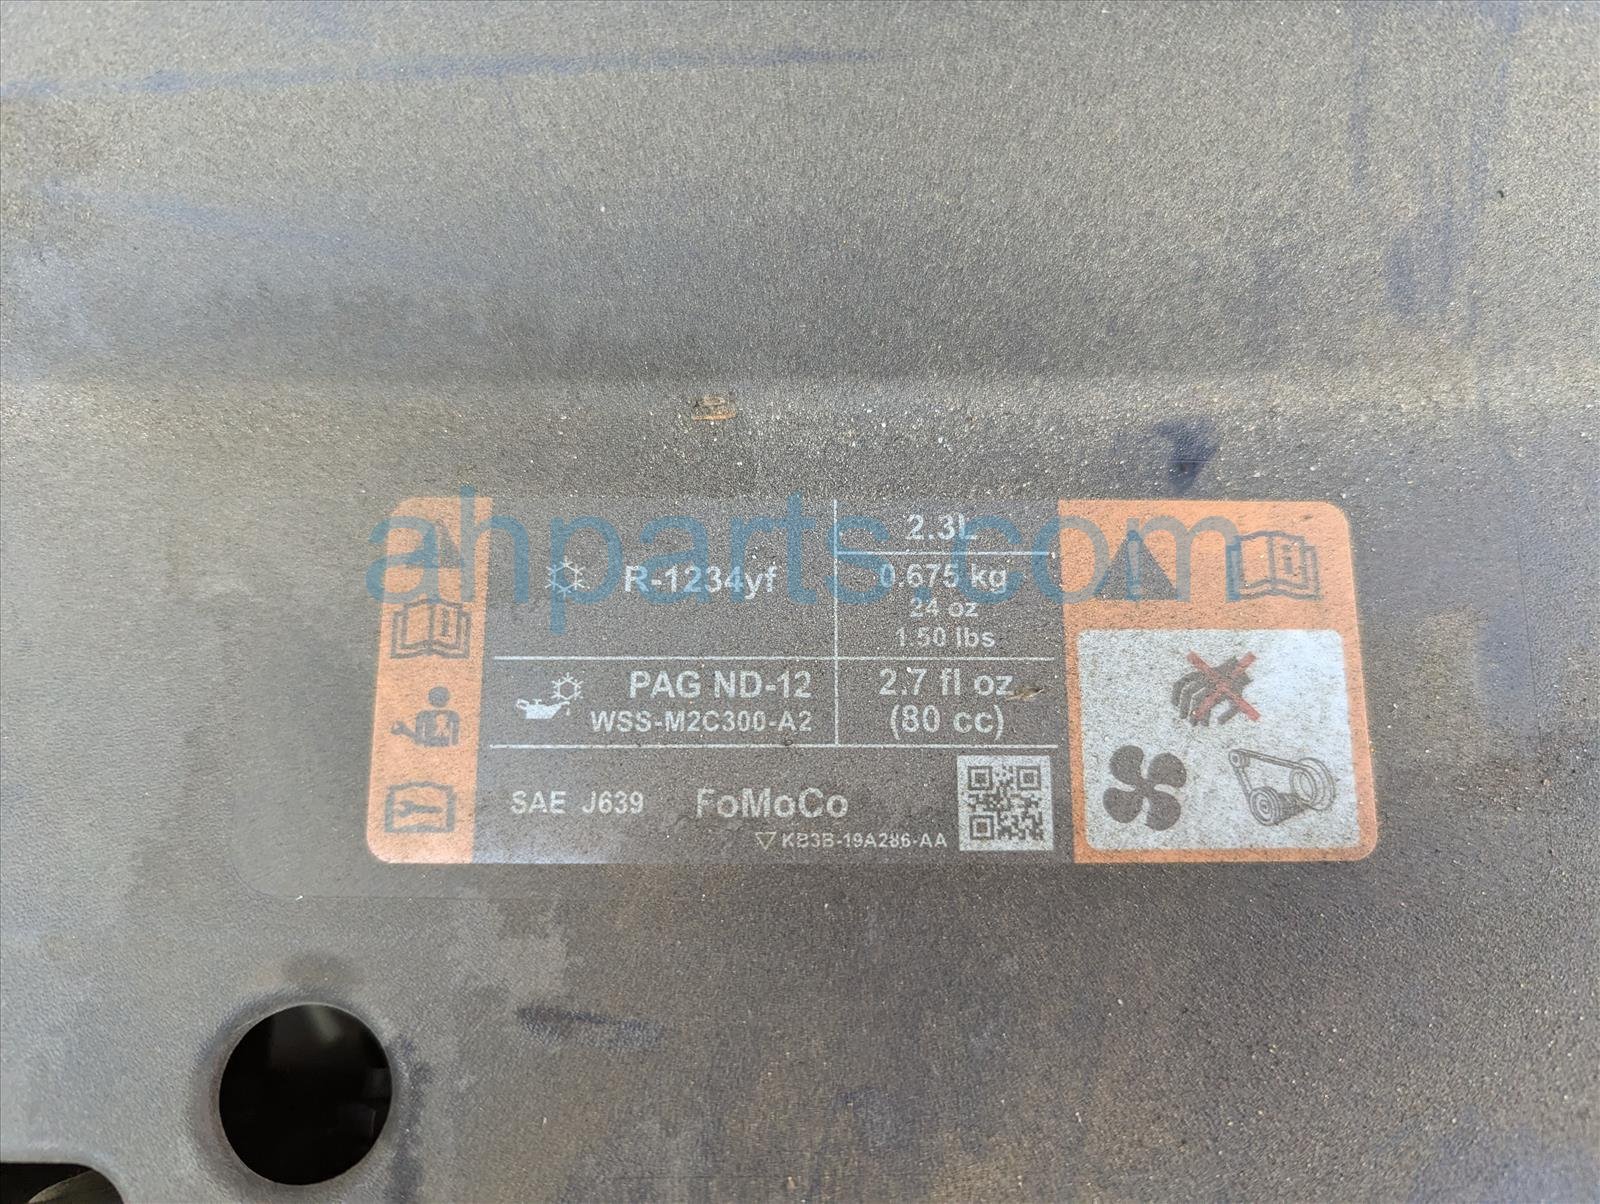 ahparts.com
2.3L
R-1234yf
0.675 kg
24 oz
1.50 lbs
PAG ND-12
WSS-M2C300-A2
2.7 fl oz
(80 cc)
SAE J639
FoMoCo
KB3B-19A286-AA